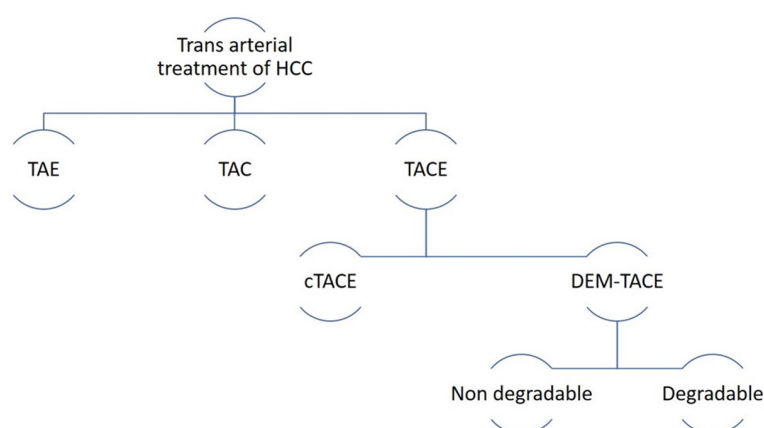 Trans arterial
treatment of HCC
TAE
TAC
TACE
cTACE
DEM-TACE
Non degradable
Degradable